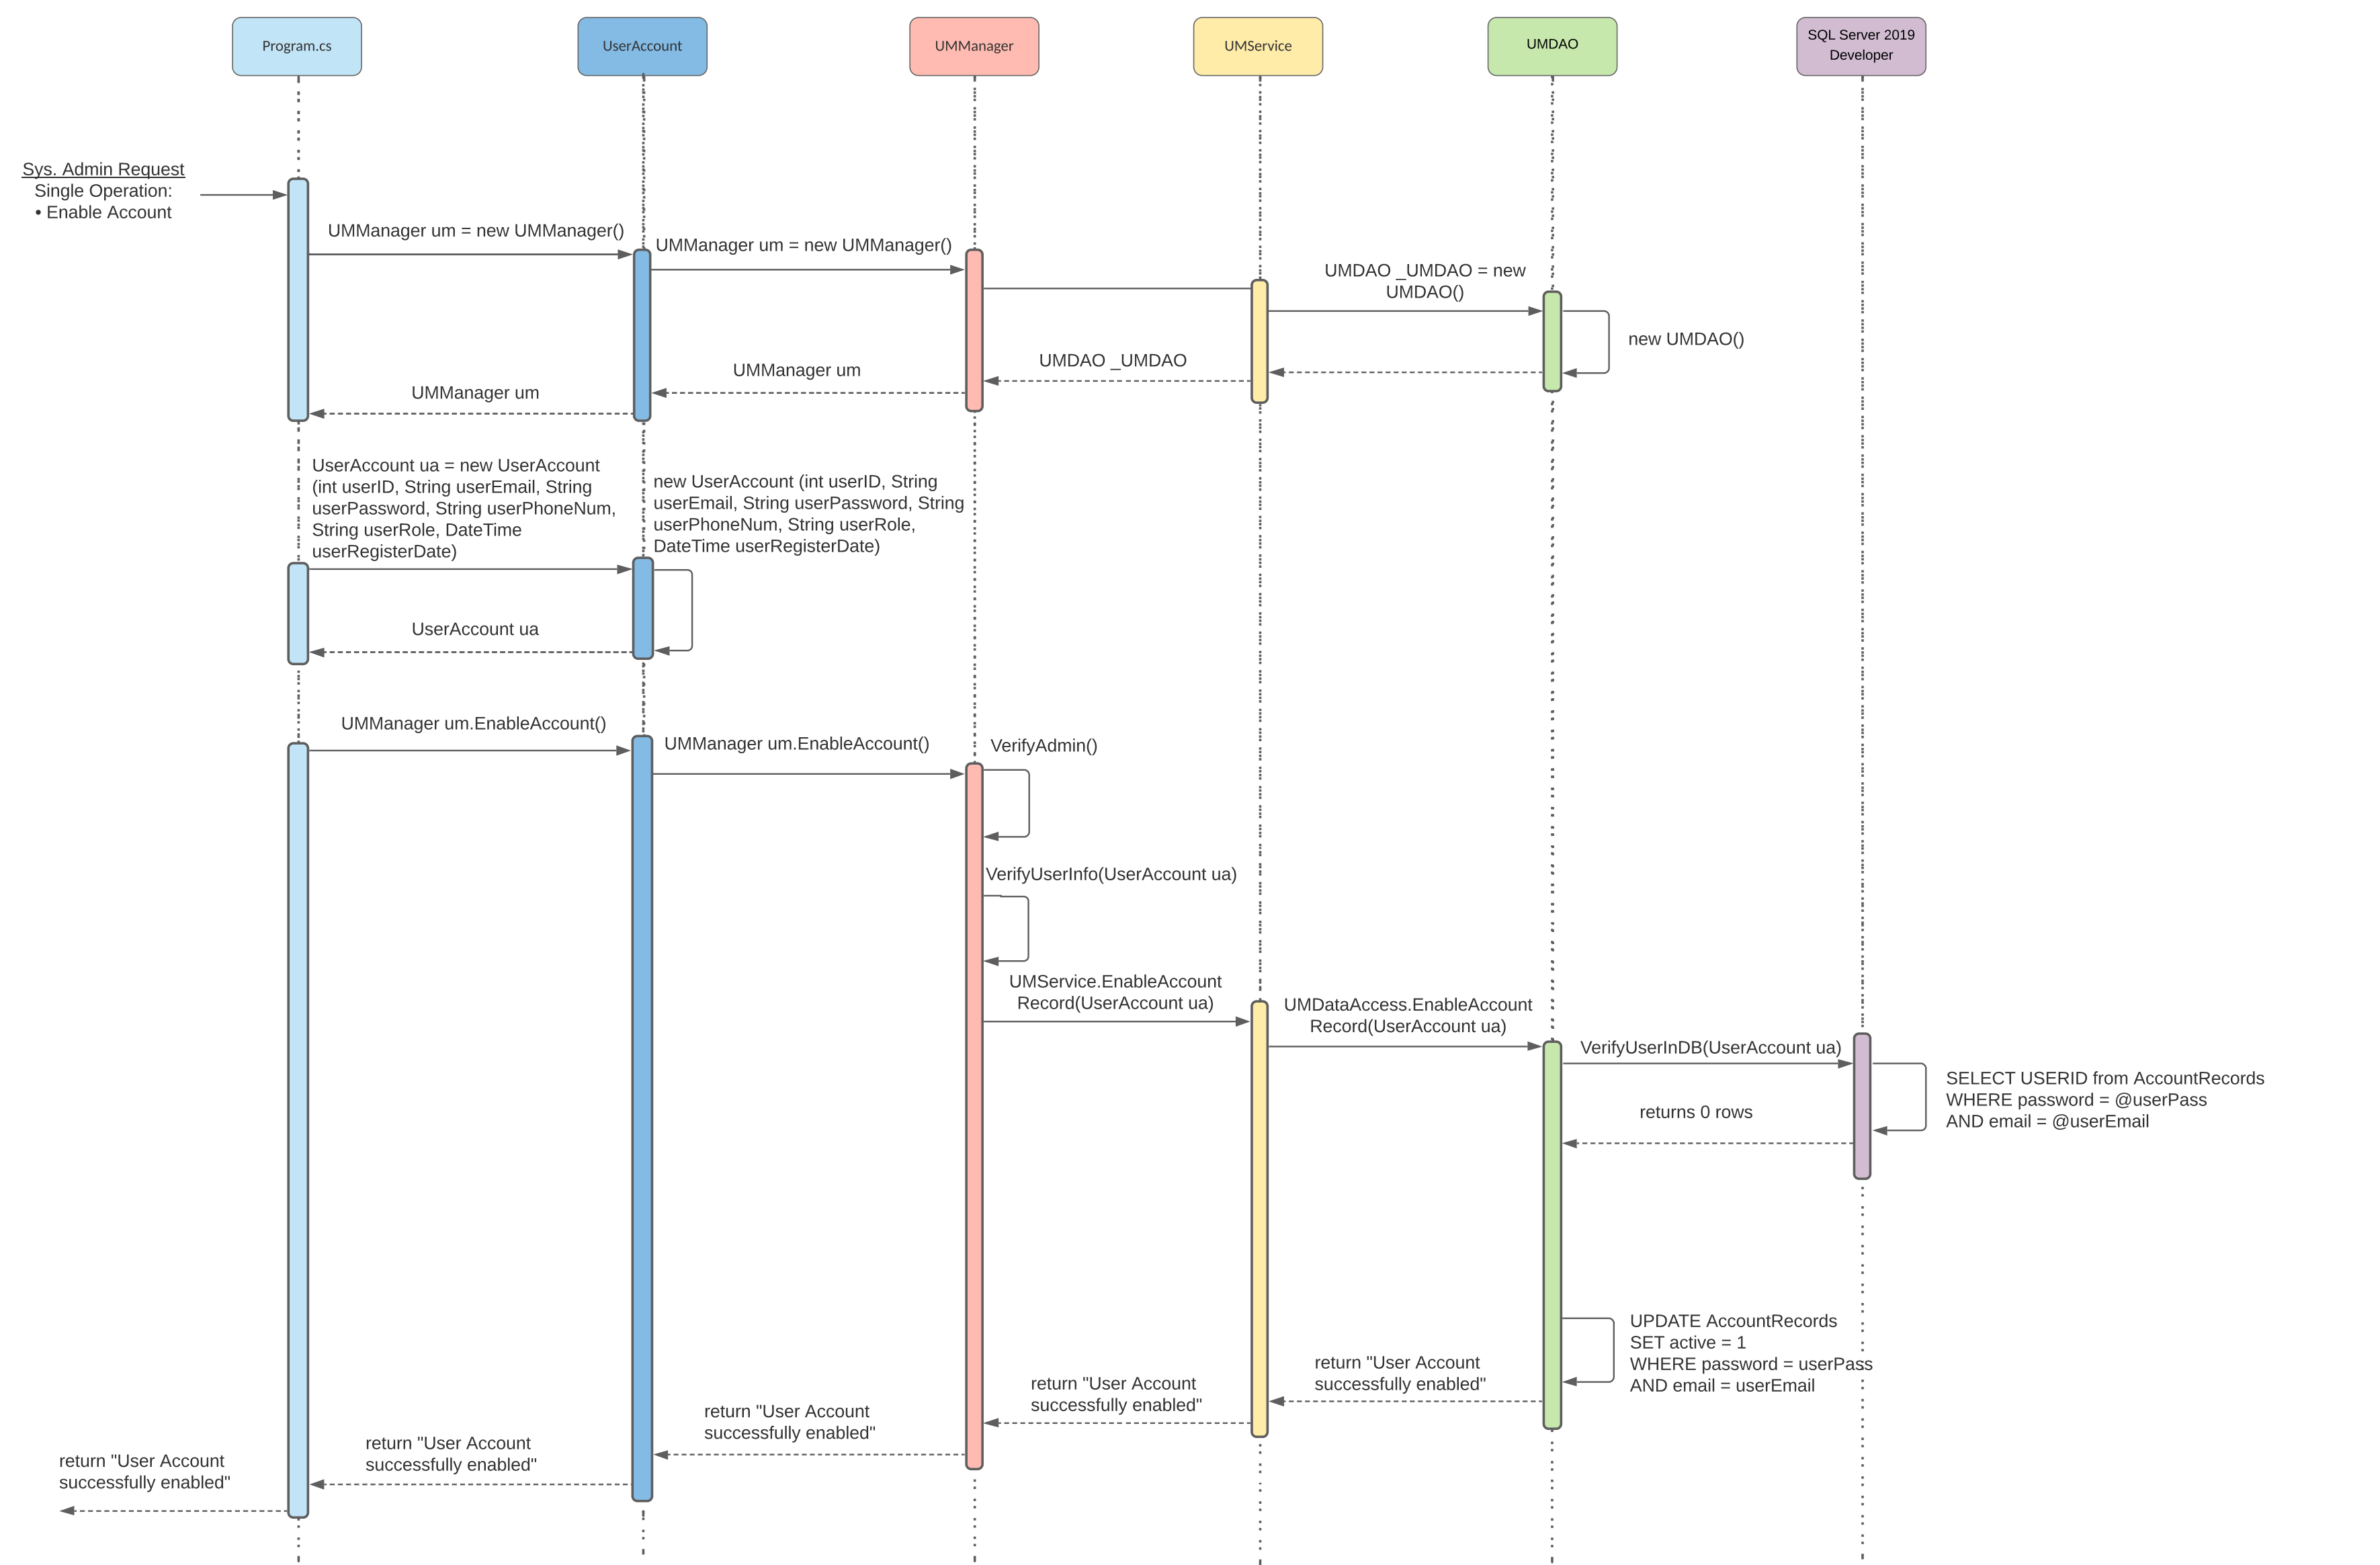 Program.cs
UserAccount
UMManager
UMService
UMDAO
SQL Server 2019
Developer
Sys. Admin Request
Single Operation:
• Enable Account
UMManager um = new UMManager()
UMManager um = new UMManager()
UMDAO _UMDAO = new
UMDAO()
new UMDAO()
UMDAO _UMDAO
UMManager um
UMManager um
UserAccount ua = new UserAccount
(int userID, String userEmail, String
userPassword, String userPhoneNum,
String userRole, DateTime
userRegisterDate)
new UserAccount (int userID, String
userEmail, String userPassword, String
userPhoneNum, String userRole,
DateTime userRegisterDate)
UserAccount ua
UMManager um.EnableAccount()
UMManager um.EnableAccount()
VerifyAdmin()
VerifyUserInfo(UserAccount ua)
UMService.EnableAccount
Record(UserAccount ua)
UMDataAccess.EnableAccount
Record(UserAccount ua)
VerifyUserInDB(UserAccount ua)
SELECT USERID from AccountRecords
WHERE password = @userPass
AND email = @userEmail
returns 0 rows
UPDATE AccountRecords
SET active = 1
WHERE password = userPass
AND email = userEmail
return "User Account
successfully enabled"
return "User Account
successfully enabled"
return "User Account
successfully enabled"
return "User Account
successfully enabled"
return "User Account
successfully enabled"